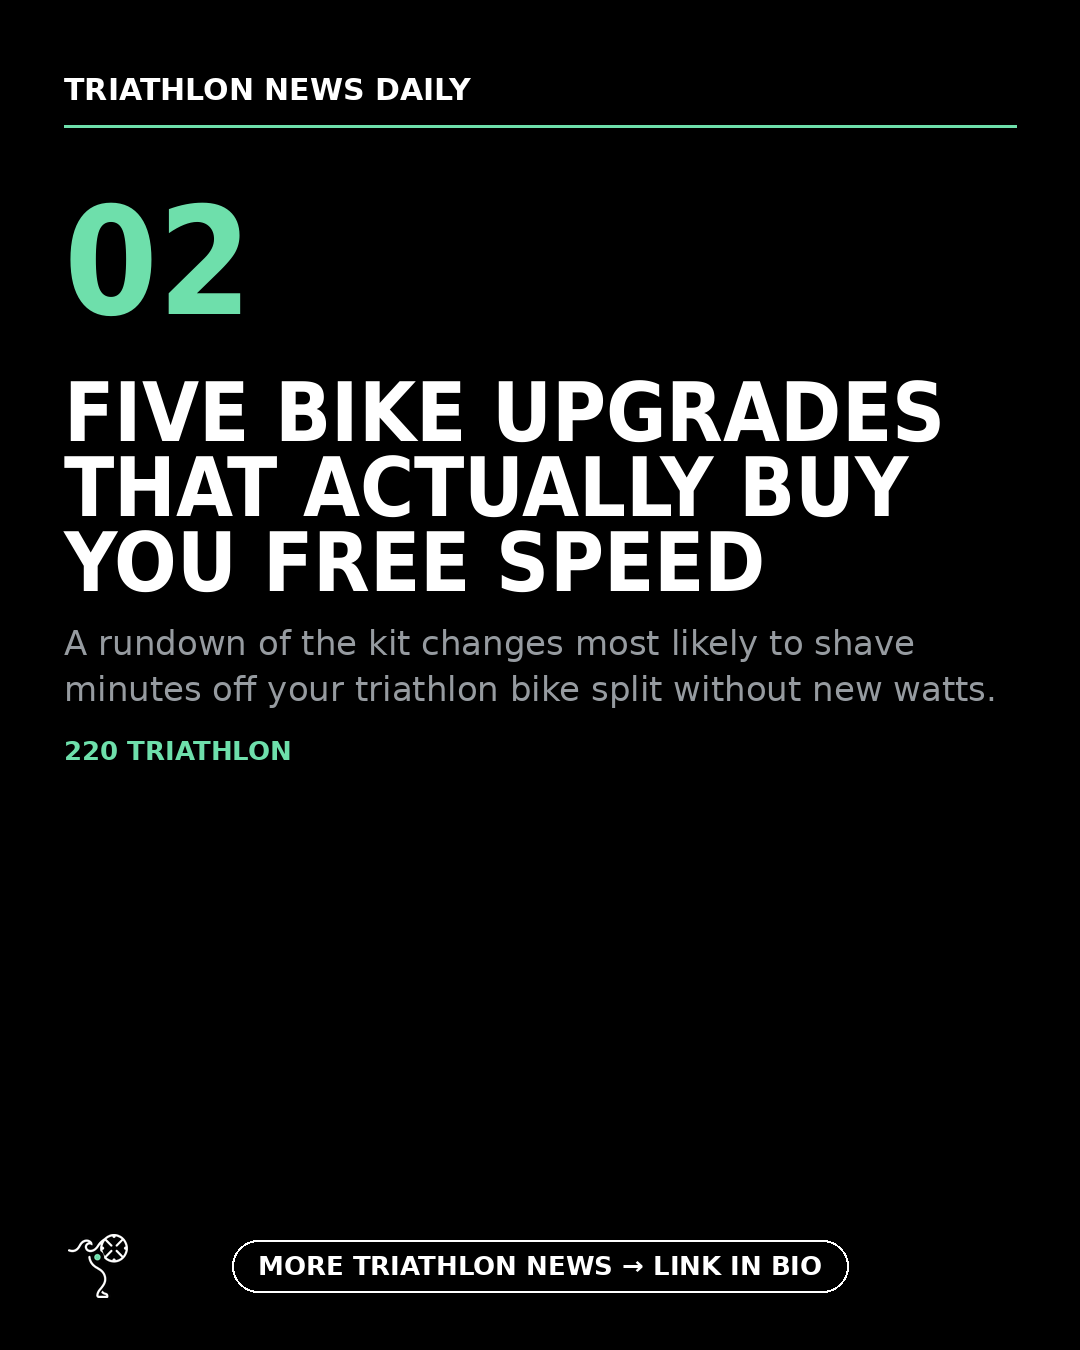 TRIATHLON NEWS DAILY
02
FIVE BIKE UPGRADES
THAT ACTUALLY BUY
YOU FREE SPEED
A rundown of the kit changes most likely to shave
minutes off your triathlon bike split without new watts.
220 TRIATHLON
MORE TRIATHLON NEWS → LINK IN BIO